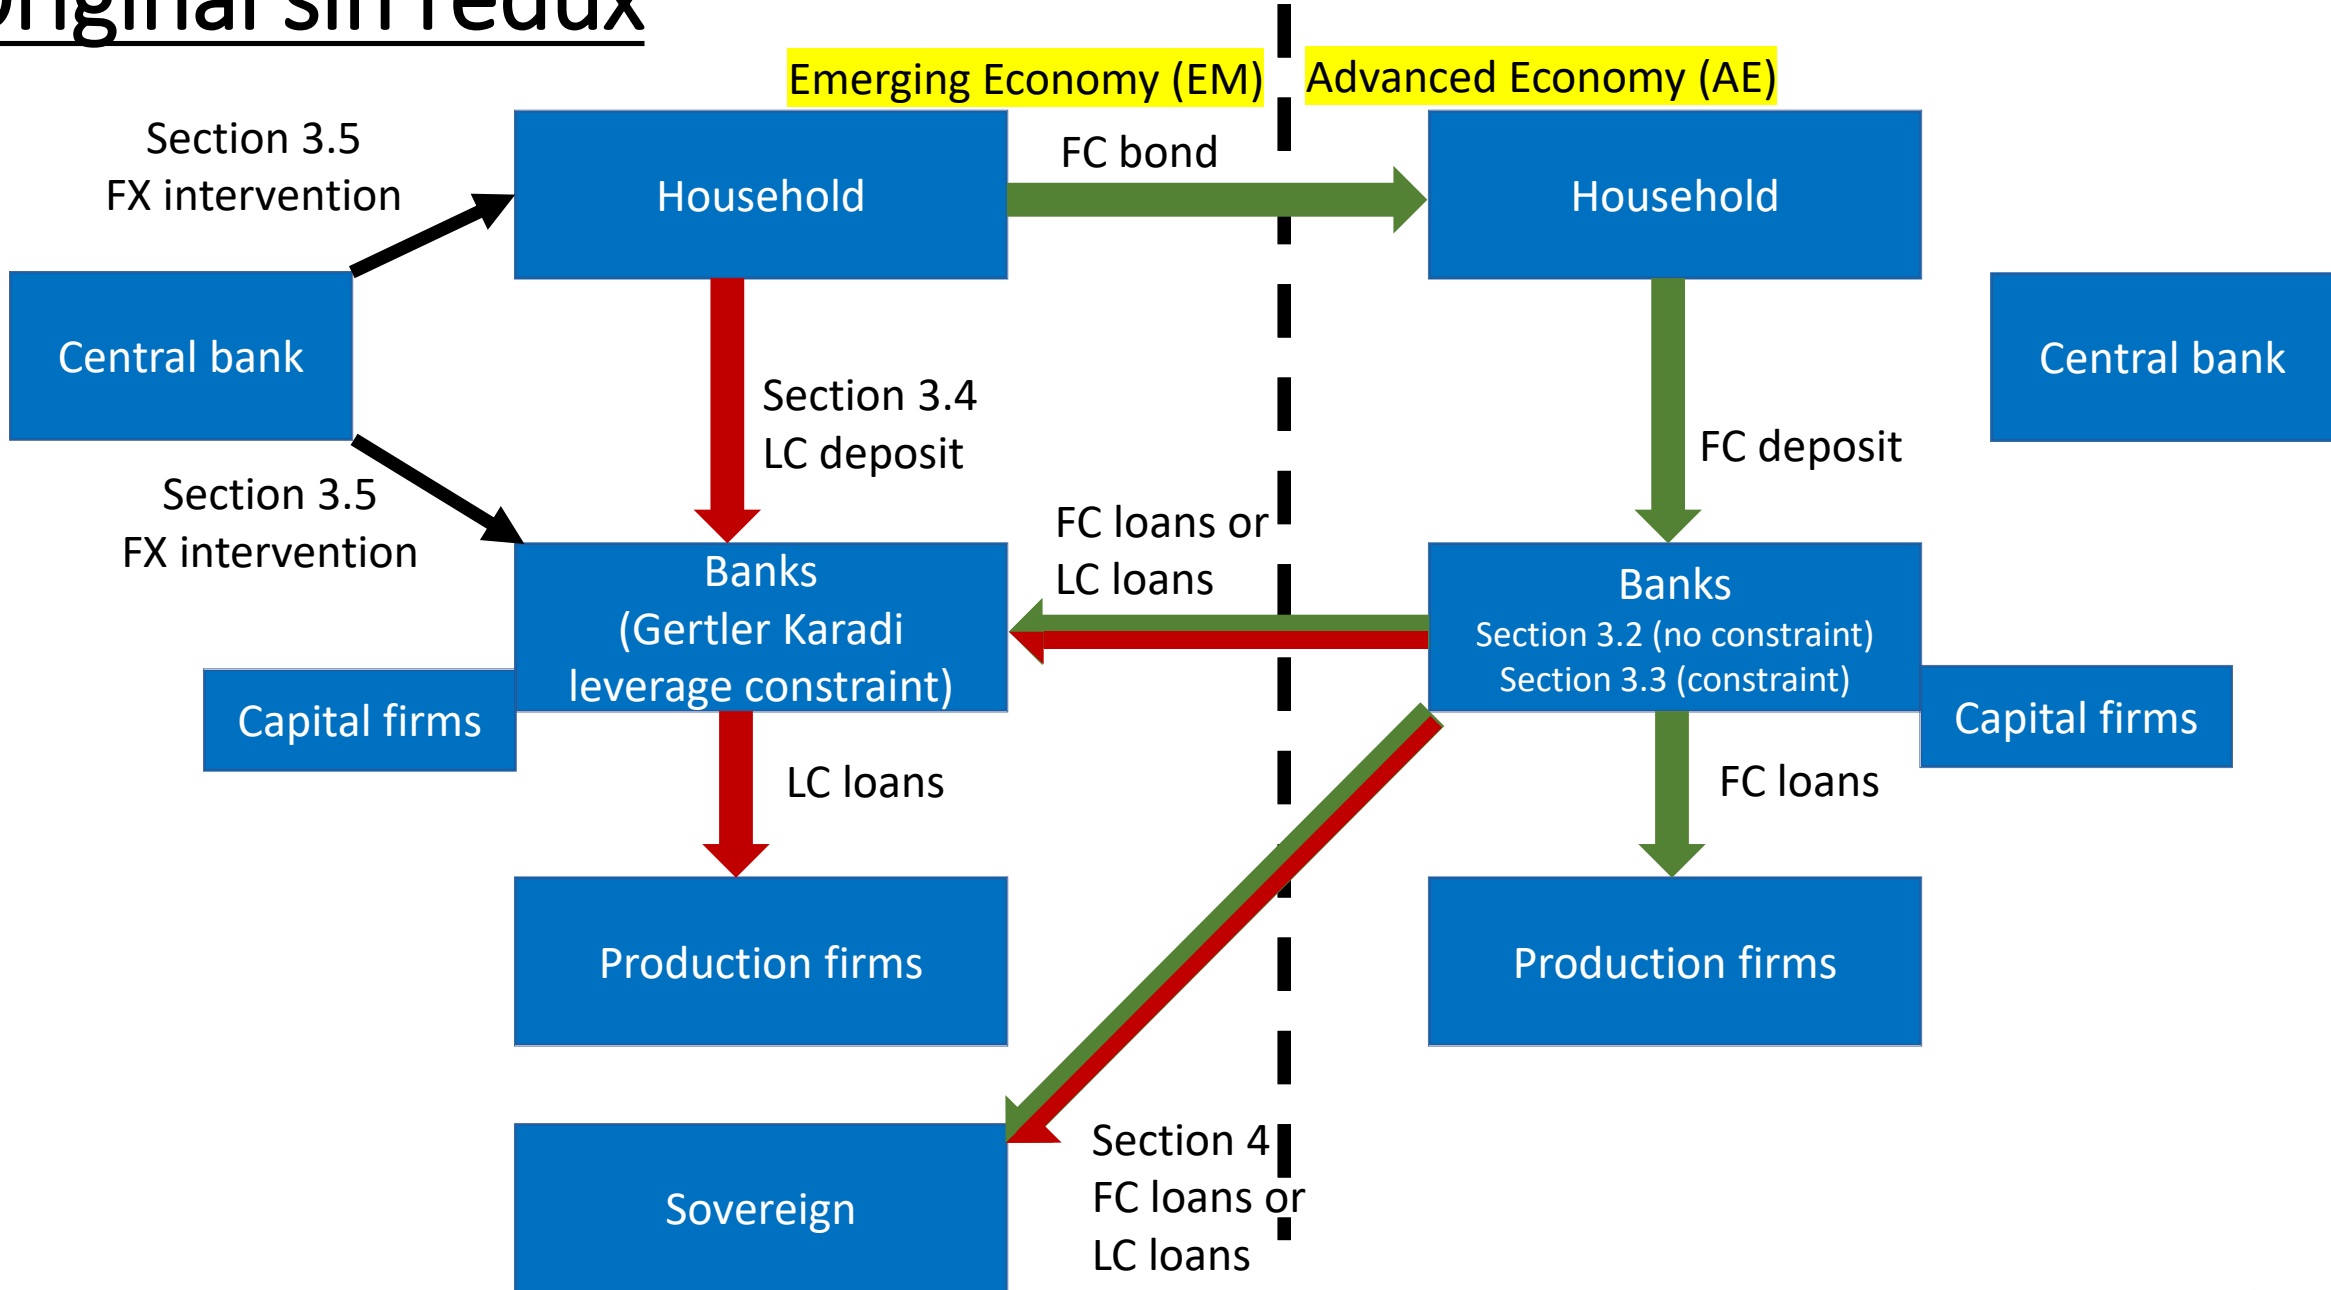 Original sin redux
Emerging Economy (EM)
Advanced Economy (AE)
Section 3.5
FX intervention
Household
FC bond
Household
Central bank
Central bank
Section 3.4
LC deposit
FC deposit
Section 3.5
FX intervention
FC loans or
LC loans
Banks
(Gertler Karadi
leverage constraint)
Banks
Section 3.2 (no constraint)
Section 3.3 (constraint)
Capital firms
Capital firms
LC loans
FC loans
Production firms
Production firms
Section 4
FC loans or
LC loans
Sovereign